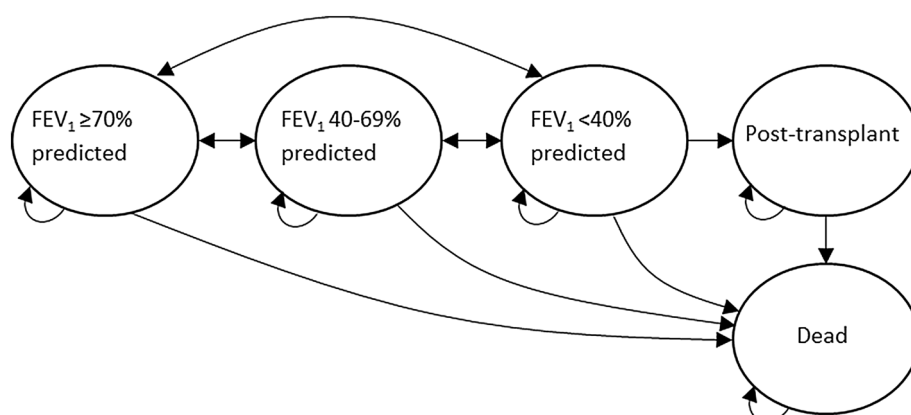 FEV₁ ≥70%
predicted
FEV₁ 40-69%
predicted
FEV₁ <40%
predicted
Post-transplant
Dead